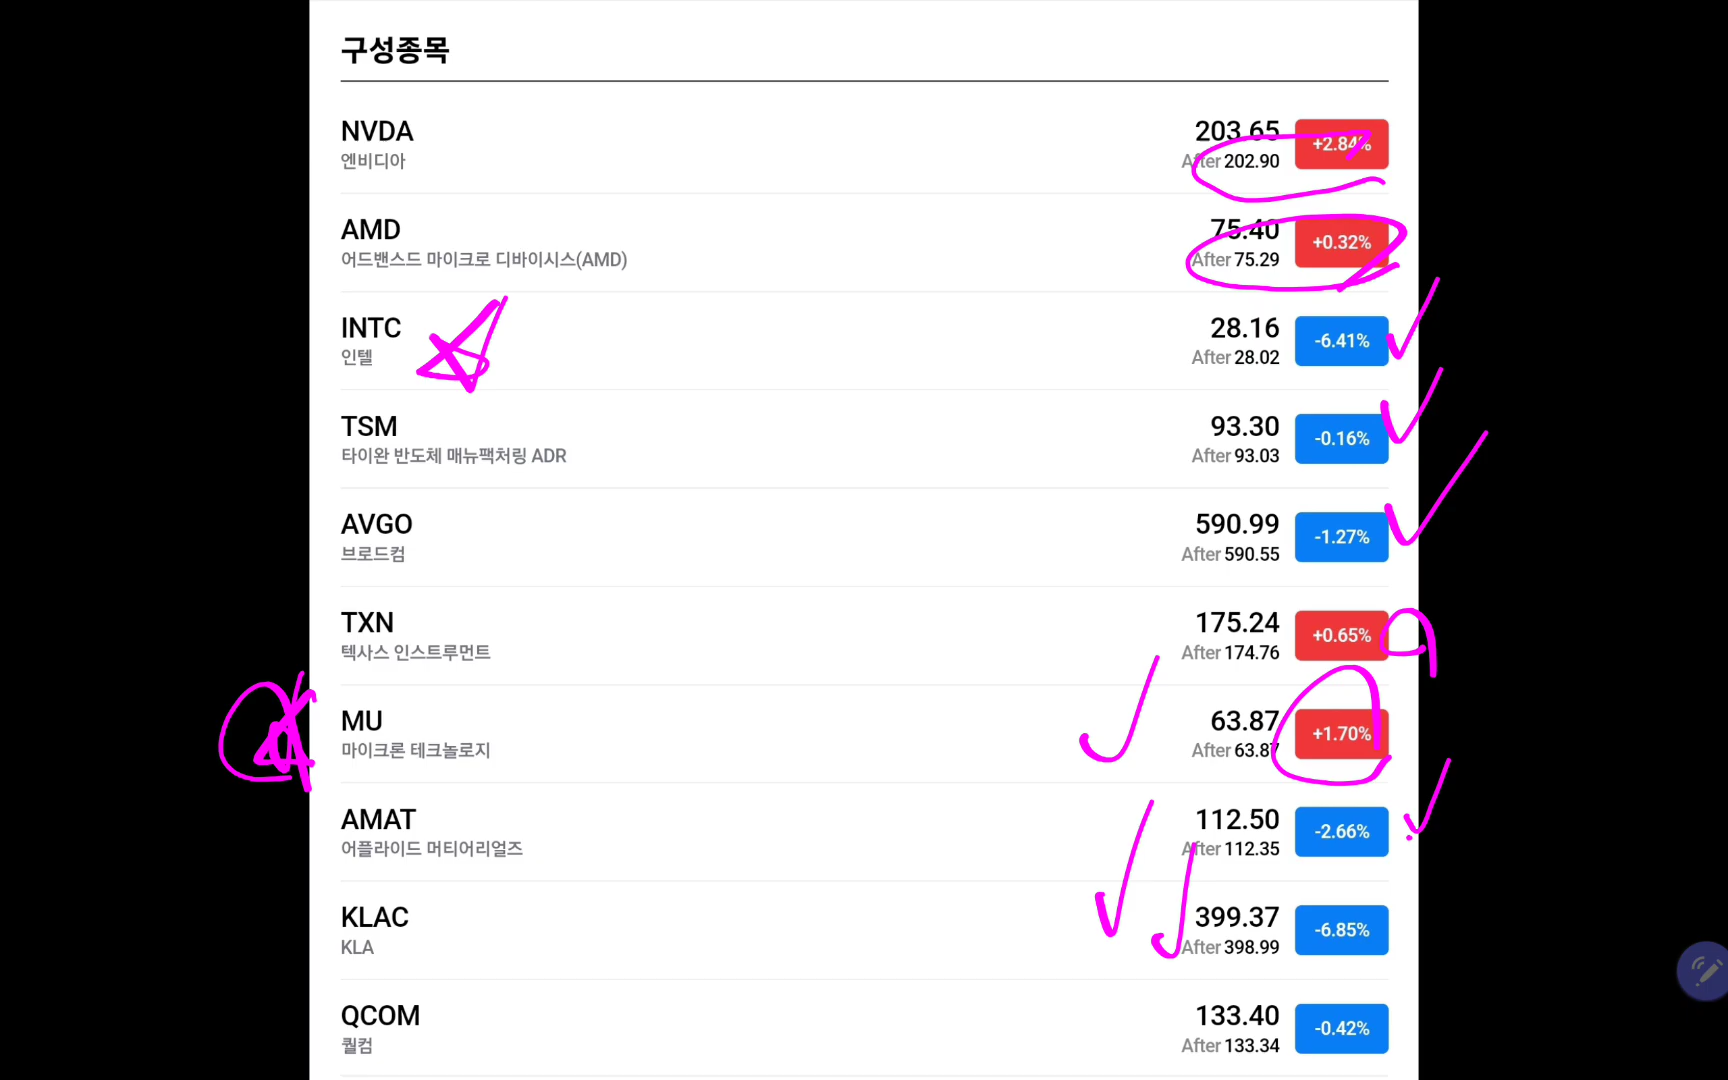 구성종목
NVDA
203.65
+2.84%
엔비디아
After 202.90
AMD
75.40
+0.32%
어드밴스드 마이크로 디바이시스(AMD)
After 75.29
INTC
28.16
-6.41%
인텔
After 28.02
TSM
93.30
-0.16%
타이완 반도체 매뉴팩처링 ADR
After 93.03
AVGO
590.99
-1.27%
브로드컴
After 590.55
TXN
175.24
+0.65%
텍사스 인스트루먼트
After 174.76
MU
63.87
+1.70%
마이크론 테크놀로지
After 63.87
AMAT
112.50
-2.66%
어플라이드 머티어리얼즈
After 112.35
KLAC
399.37
-6.85%
KLA
After 398.99
QCOM
133.40
-0.42%
퀄컴
After 133.34